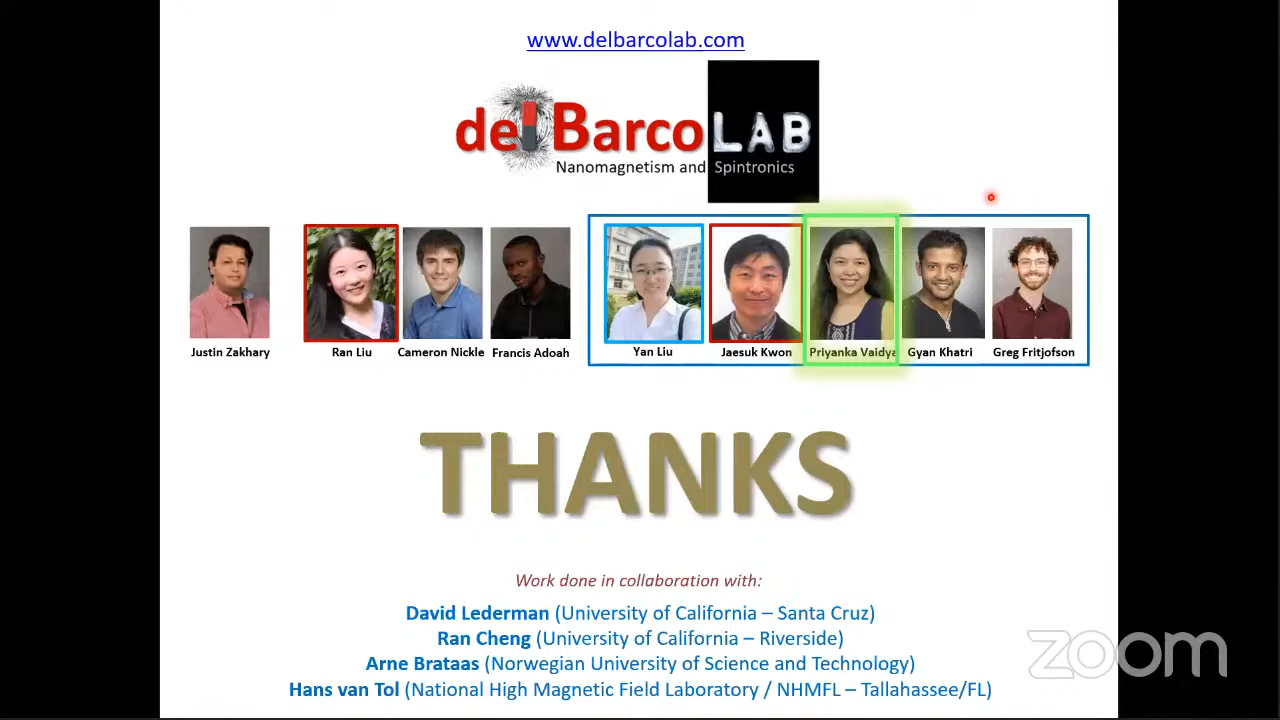 www.delbarcolab.com
del Barco LAB
Nanomagnetism and Spintronics
Justin Zakhary Ran Liu Cameron Nickle Francis Adoah Yan Liu Jaesuk Kwon Priyanka Vaidya Gyan Khatri Greg Fritjofson
THANKS
Work done in collaboration with:
David Lederman (University of California – Santa Cruz)
Ran Cheng (University of California – Riverside)
Arne Brataas (Norwegian University of Science and Technology)
Hans van Tol (National High Magnetic Field Laboratory / NHMFL – Tallahassee/FL)
zoom